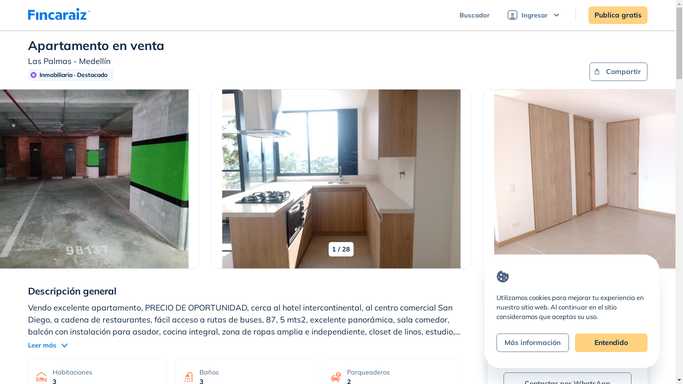 Fincaraiz
Buscador
Ingresar
Publica gratis
Apartamento en venta
Las Palmas - Medellín
Inmobiliaria · Destacado
Compartir
98137
1 / 28
Descripción general
Vendo excelente apartamento, PRECIO DE OPORTUNIDAD, cerca al hotel intercontinental, al centro comercial San
Diego, a cadena de restaurantes, fácil acceso a rutas de buses, 87, 5 mts2, excelente panorámica, sala comedor,
balcón con instalación para asador, cocina integral, zona de ropas amplia e independiente, closet de linos, estudio,...
Leer más
Habitaciones
3
Baños
3
Parqueaderos
2
Utilizamos cookies para mejorar tu experiencia en
nuestro sitio web. Al continuar en el sitio
consideramos que aceptas su uso.
Más información
Entendido
Contactar por WhatsApp